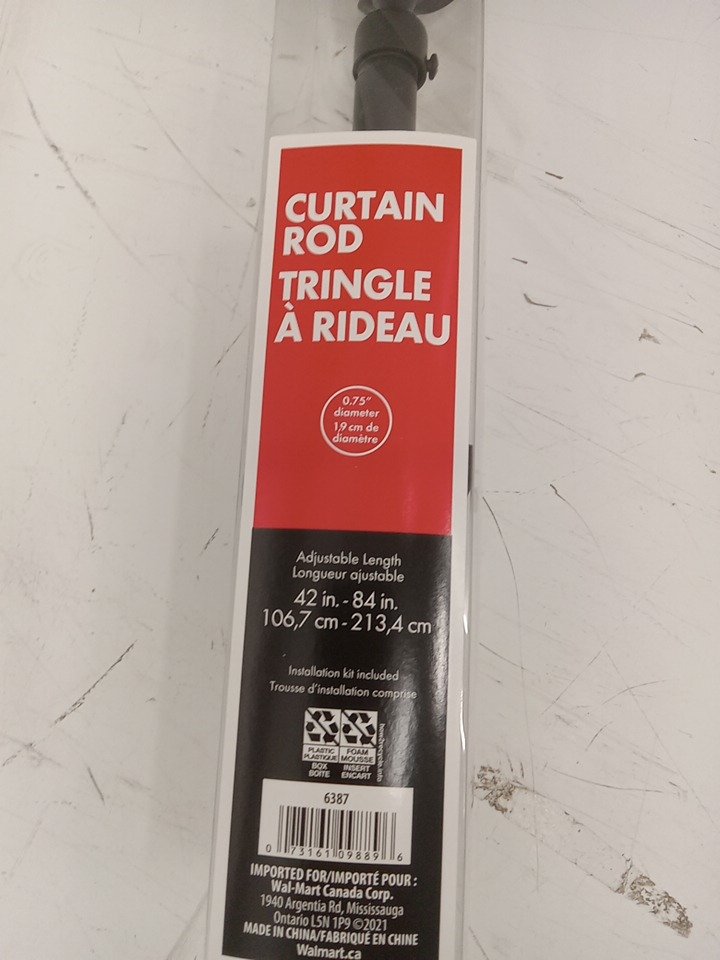 CURTAIN
ROD
TRINGLE
À RIDEAU
0.75"
diameter
1,9 cm de
diamètre
Adjustable Length
Longueur ajustable
42 in. - 84 in.
106,7 cm - 213,4 cm
Installation kit included
Trousse d'installation comprise
PLASTIC
PLASTIQUE
BOX
BOÎTE
FOAM
MOUSSE
INSERT
ENCART
how2recycle.info
6387
0 73161 09889 6
IMPORTED FOR/IMPORTÉ POUR :
Wal-Mart Canada Corp.
1940 Argentia Rd, Mississauga
Ontario L5N 1P9 ©2021
MADE IN CHINA/FABRIQUÉ EN CHINE
Walmart.ca